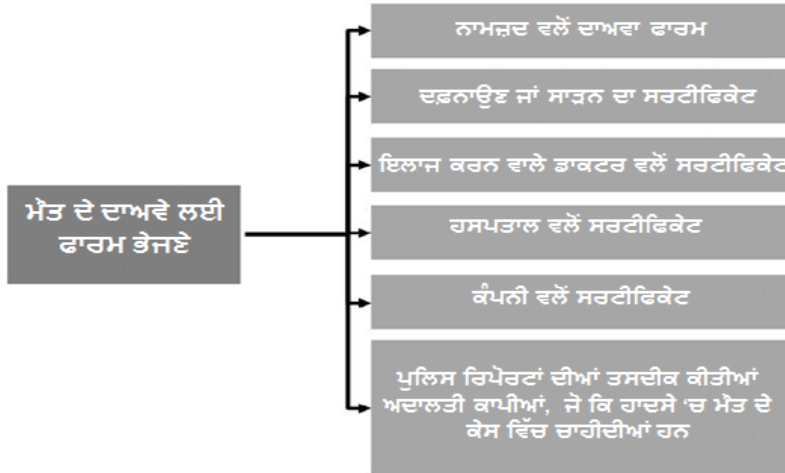 ਮੌਤ ਦੇ ਦਾਅਵੇ ਲਈ
ਫਾਰਮ ਭੇਜਣੇ
ਨਾਮਜ਼ਦ ਵਲੋਂ ਦਾਅਵਾ ਫਾਰਮ
ਦਫ਼ਨਾਉਣ ਜਾਂ ਸਾੜਨ ਦਾ ਸਰਟੀਫਿਕੇਟ
ਇਲਾਜ ਕਰਨ ਵਾਲੇ ਡਾਕਟਰ ਵਲੋਂ ਸਰਟੀਫਿਕੇਟ
ਹਸਪਤਾਲ ਵਲੋਂ ਸਰਟੀਫਿਕੇਟ
ਕੰਪਨੀ ਵਲੋਂ ਸਰਟੀਫਿਕੇਟ
ਪੁਲਿਸ ਰਿਪੋਰਟਾਂ ਦੀਆਂ ਤਸਦੀਕ ਕੀਤੀਆਂ
ਅਦਾਲਤੀ ਕਾਪੀਆਂ, ਜੋ ਕਿ ਹਾਦਸੇ ‘ਚ ਮੌਤ ਦੇ
ਕੇਸ ਵਿੱਚ ਚਾਹੀਦੀਆਂ ਹਨ